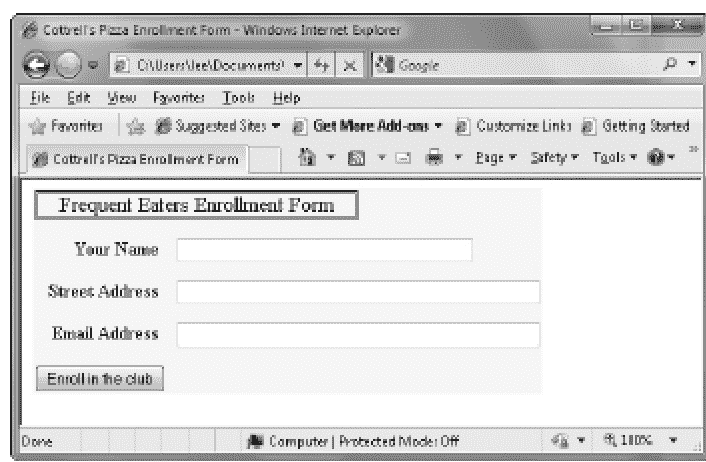 Cottrell's Pizza Enrollment Form - Windows Internet Explorer
C:\Users\lee\Documents\
Google
File Edit View Favorites Tools Help
Favorites Suggested Sites Get More Add-ons Customize Links Getting Started
Cottrell's Pizza Enrollment Form Page Safety Tools
Frequent Eaters Enrollment Form
Your Name
Street Address
Email Address
Enroll in the club
Done Computer | Protected Mode: Off 100%